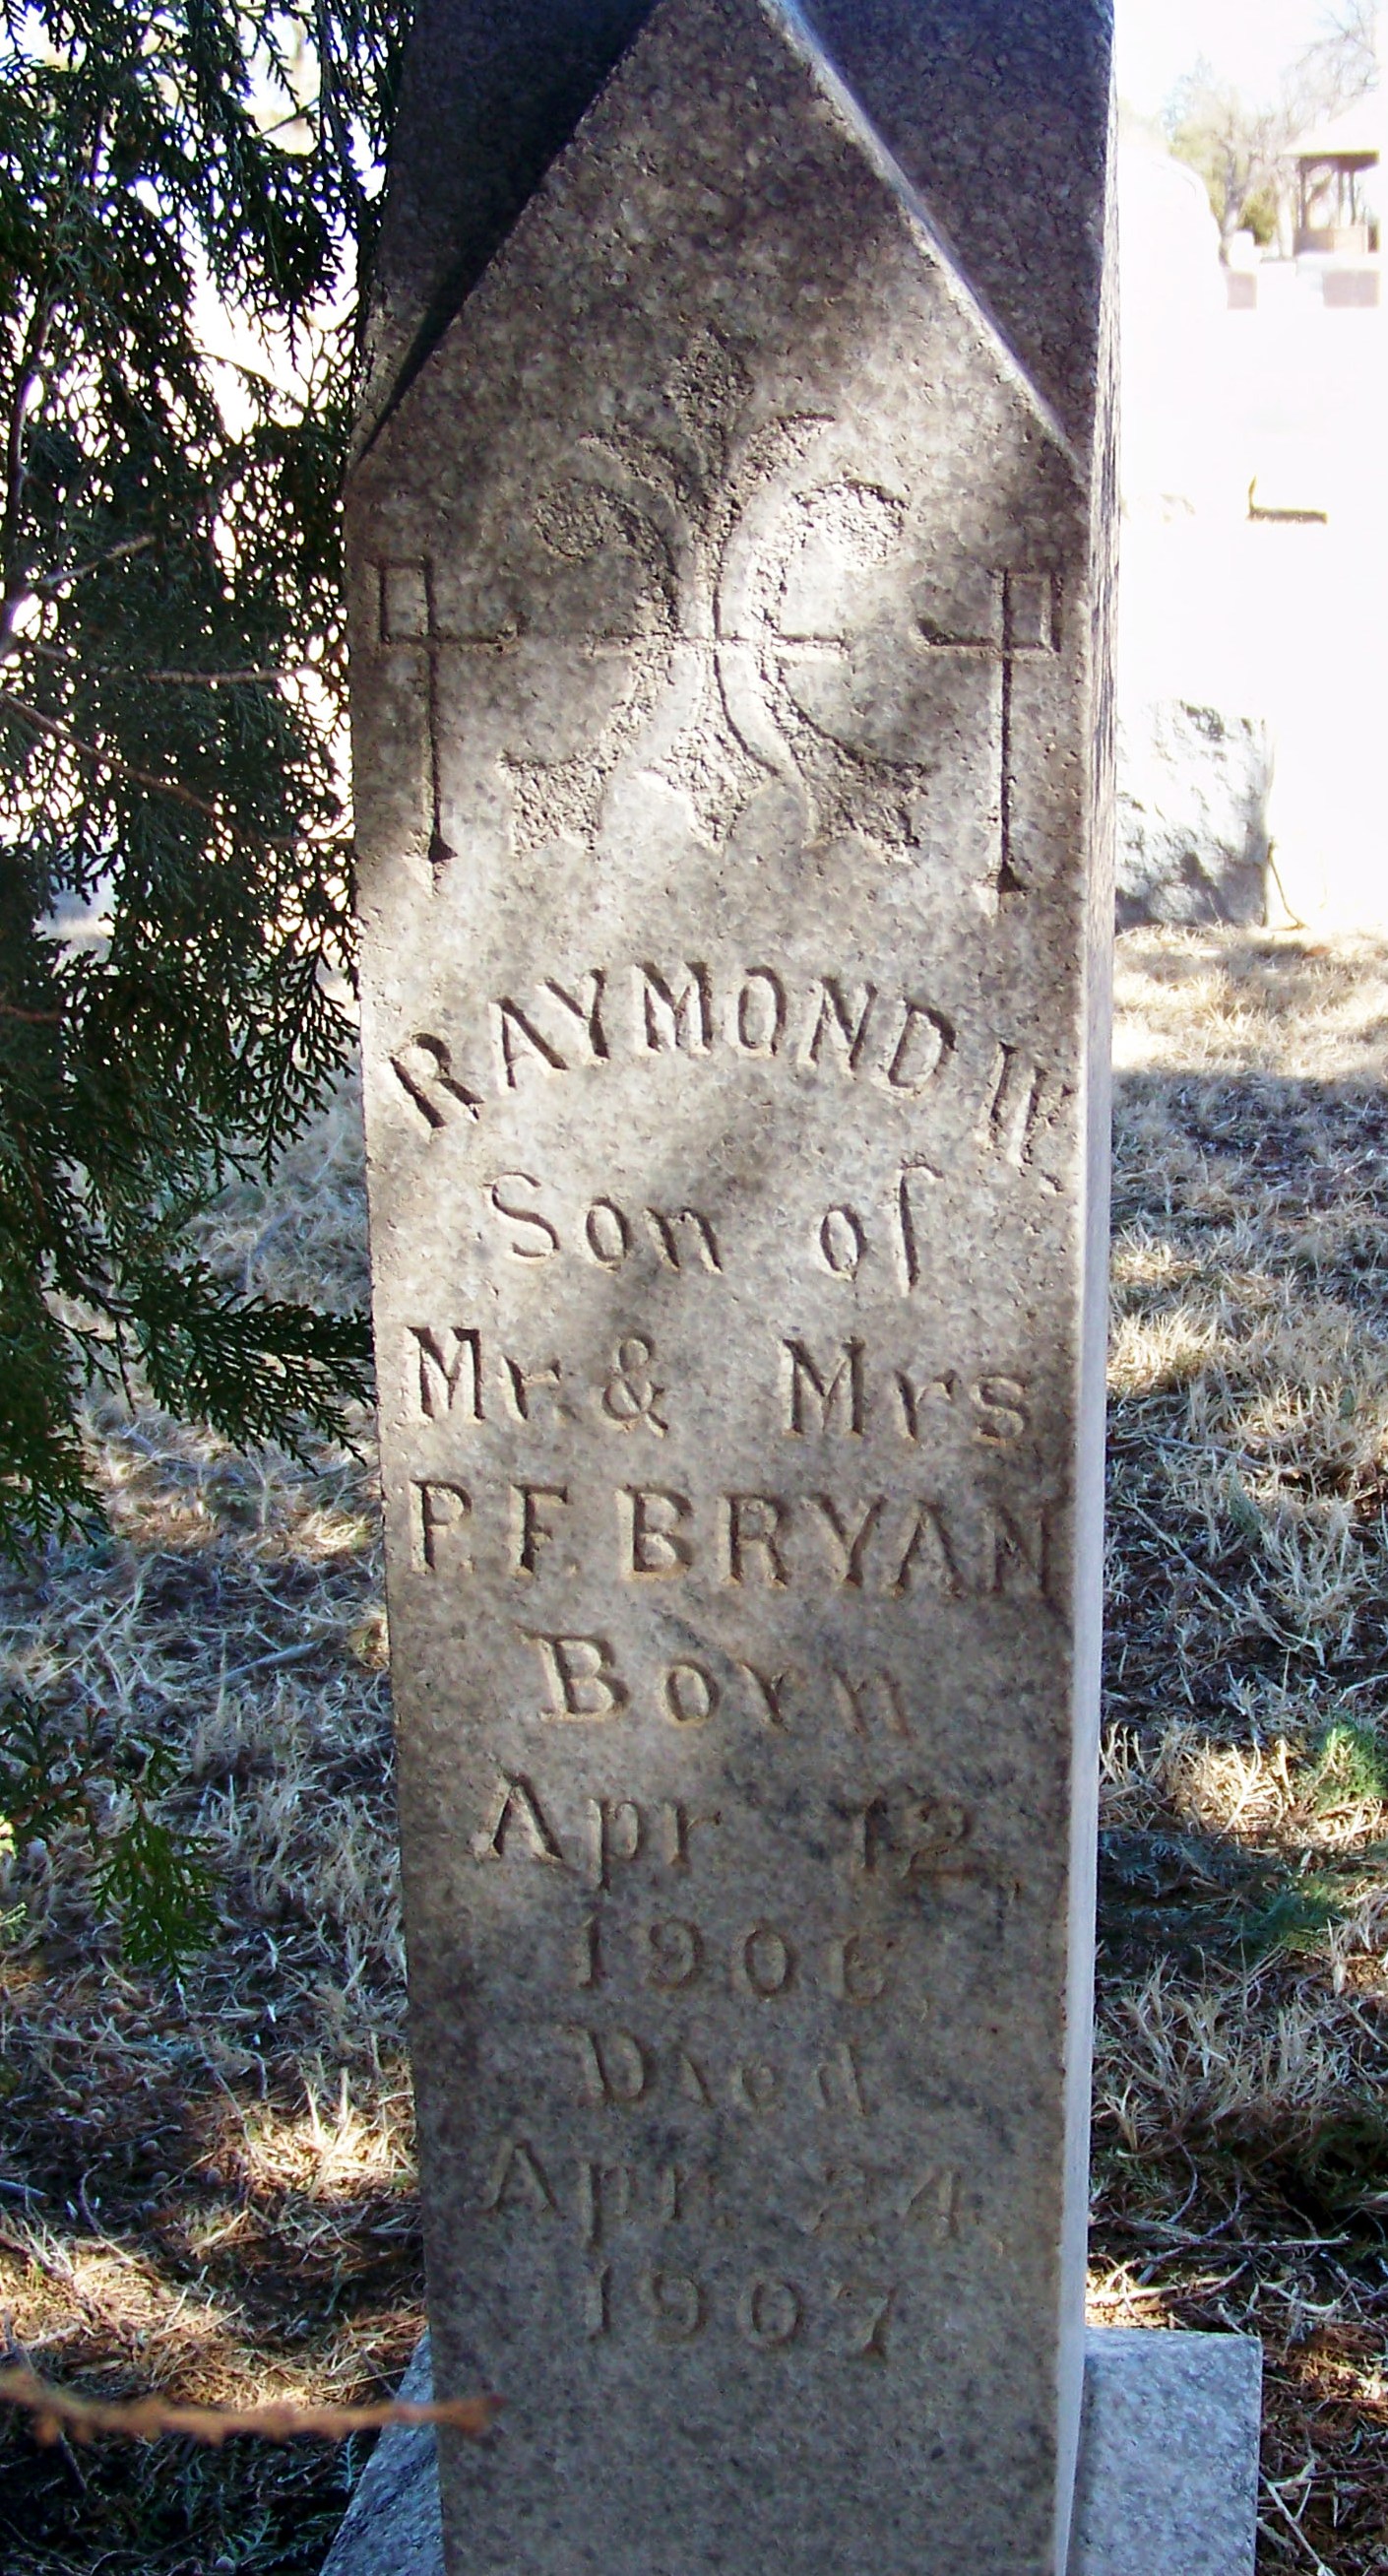 RAYMOND W.
Son of
Mr. & Mrs
P. F. BRYAN
Born
Apr 12,
1906
Died
Apr. 24
1907